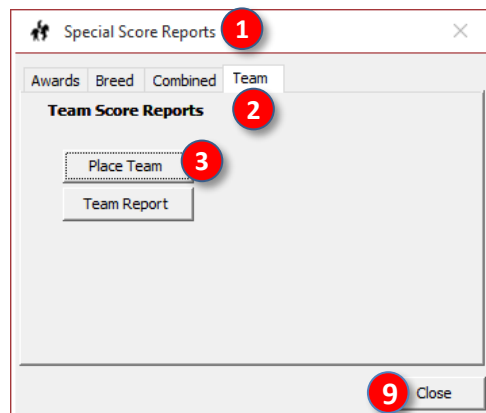 Special Score Reports 1
Awards Breed Combined Team
Team Score Reports 2
Place Team 3
Team Report
9 Close